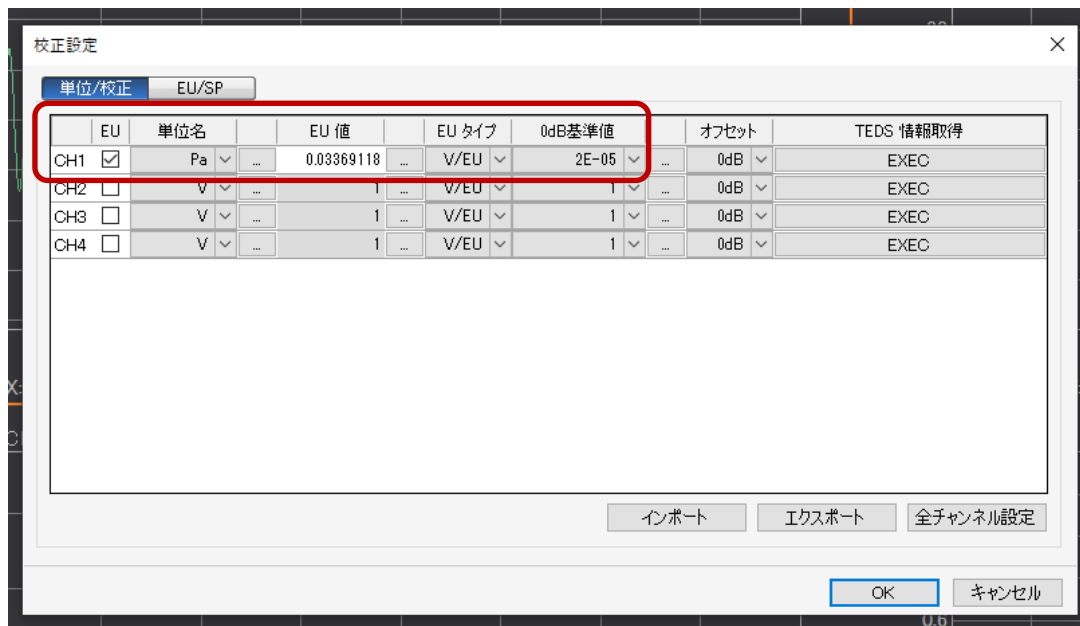 校正設定
単位/校正 EU/SP
EU 単位名 EU 値 EU タイプ 0dB基準値 オフセット TEDS 情報取得
CH1 Pa ... 0.03369118 ... V/EU 2E-05 ... 0dB EXEC
CH2 V ... 1 ... V/EU 1 ... 0dB EXEC
CH3 V ... 1 ... V/EU 1 ... 0dB EXEC
CH4 V ... 1 ... V/EU 1 ... 0dB EXEC
インポート エクスポート 全チャンネル設定
OK キャンセル
X:
0.6